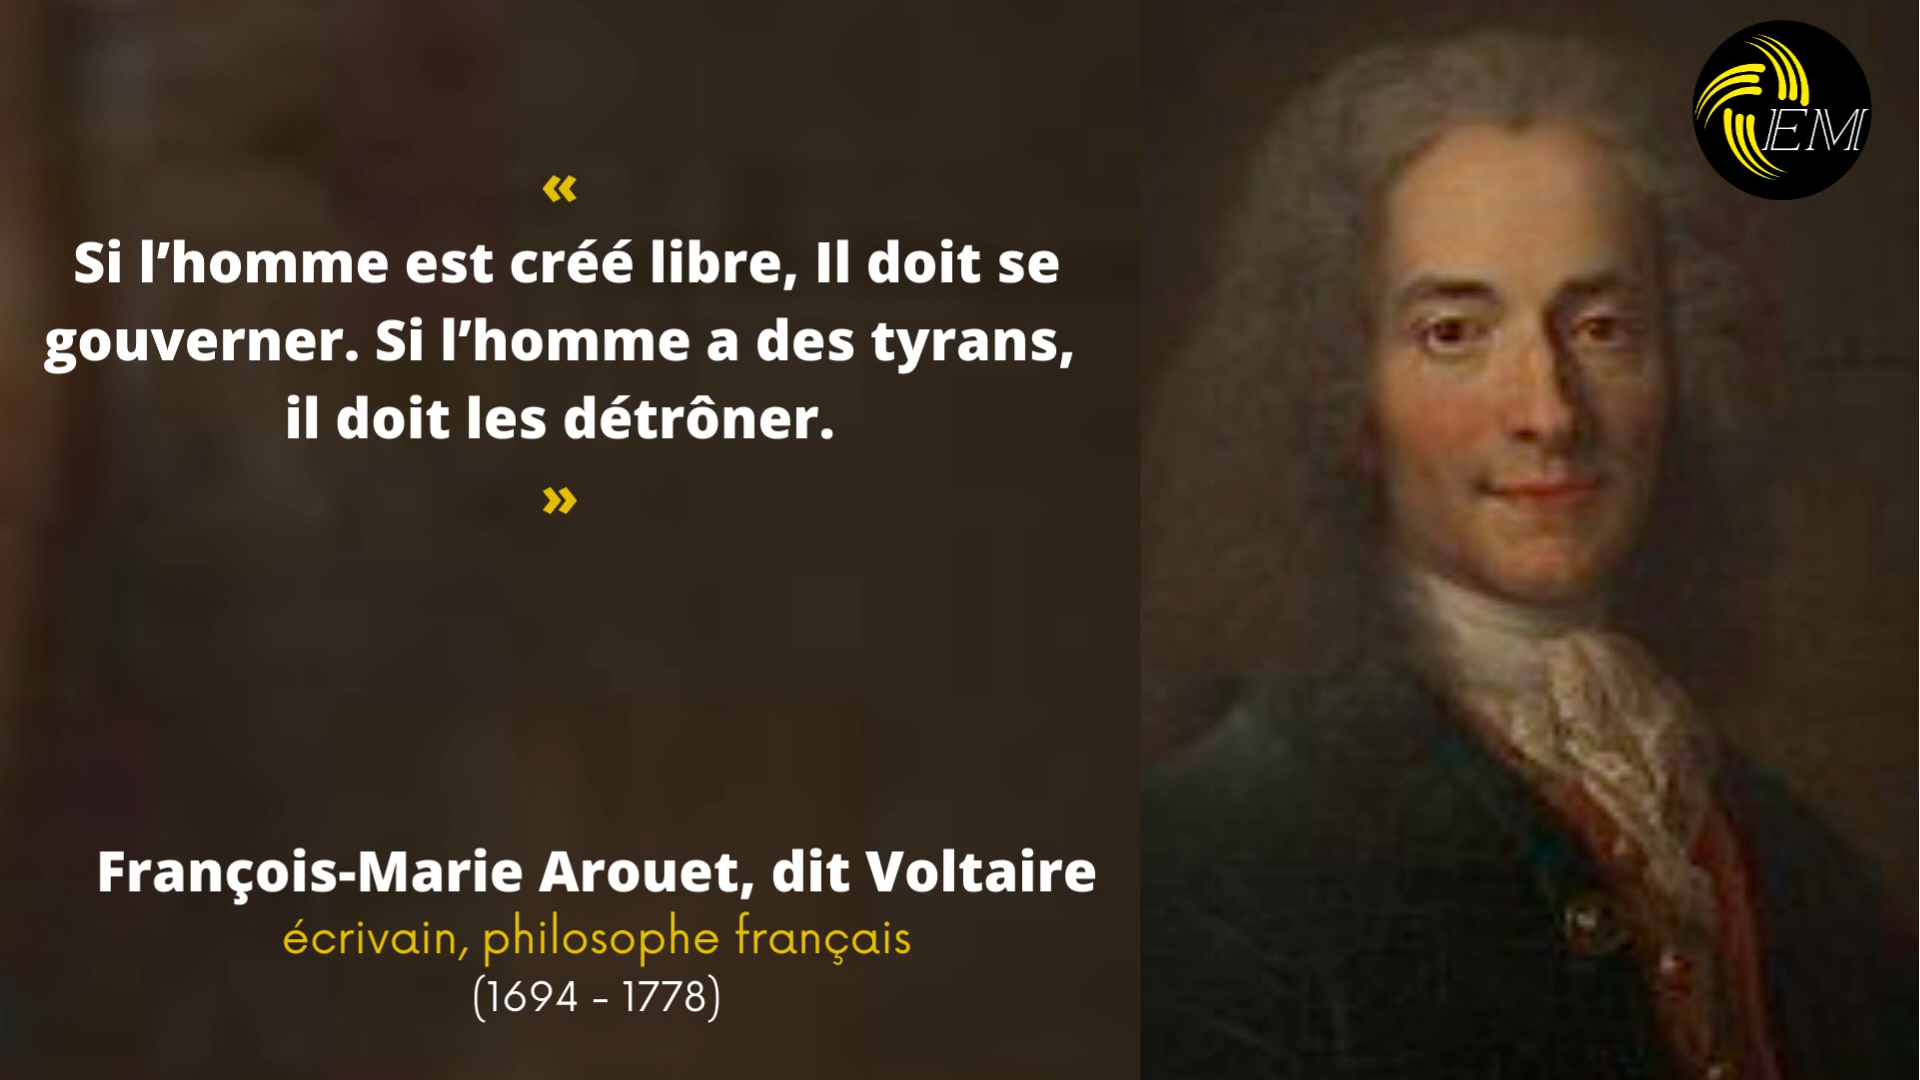 EMI
«
Si l’homme est créé libre, Il doit se
gouverner. Si l’homme a des tyrans,
il doit les détrôner.
»
François-Marie Arouet, dit Voltaire
écrivain, philosophe français
(1694 - 1778)